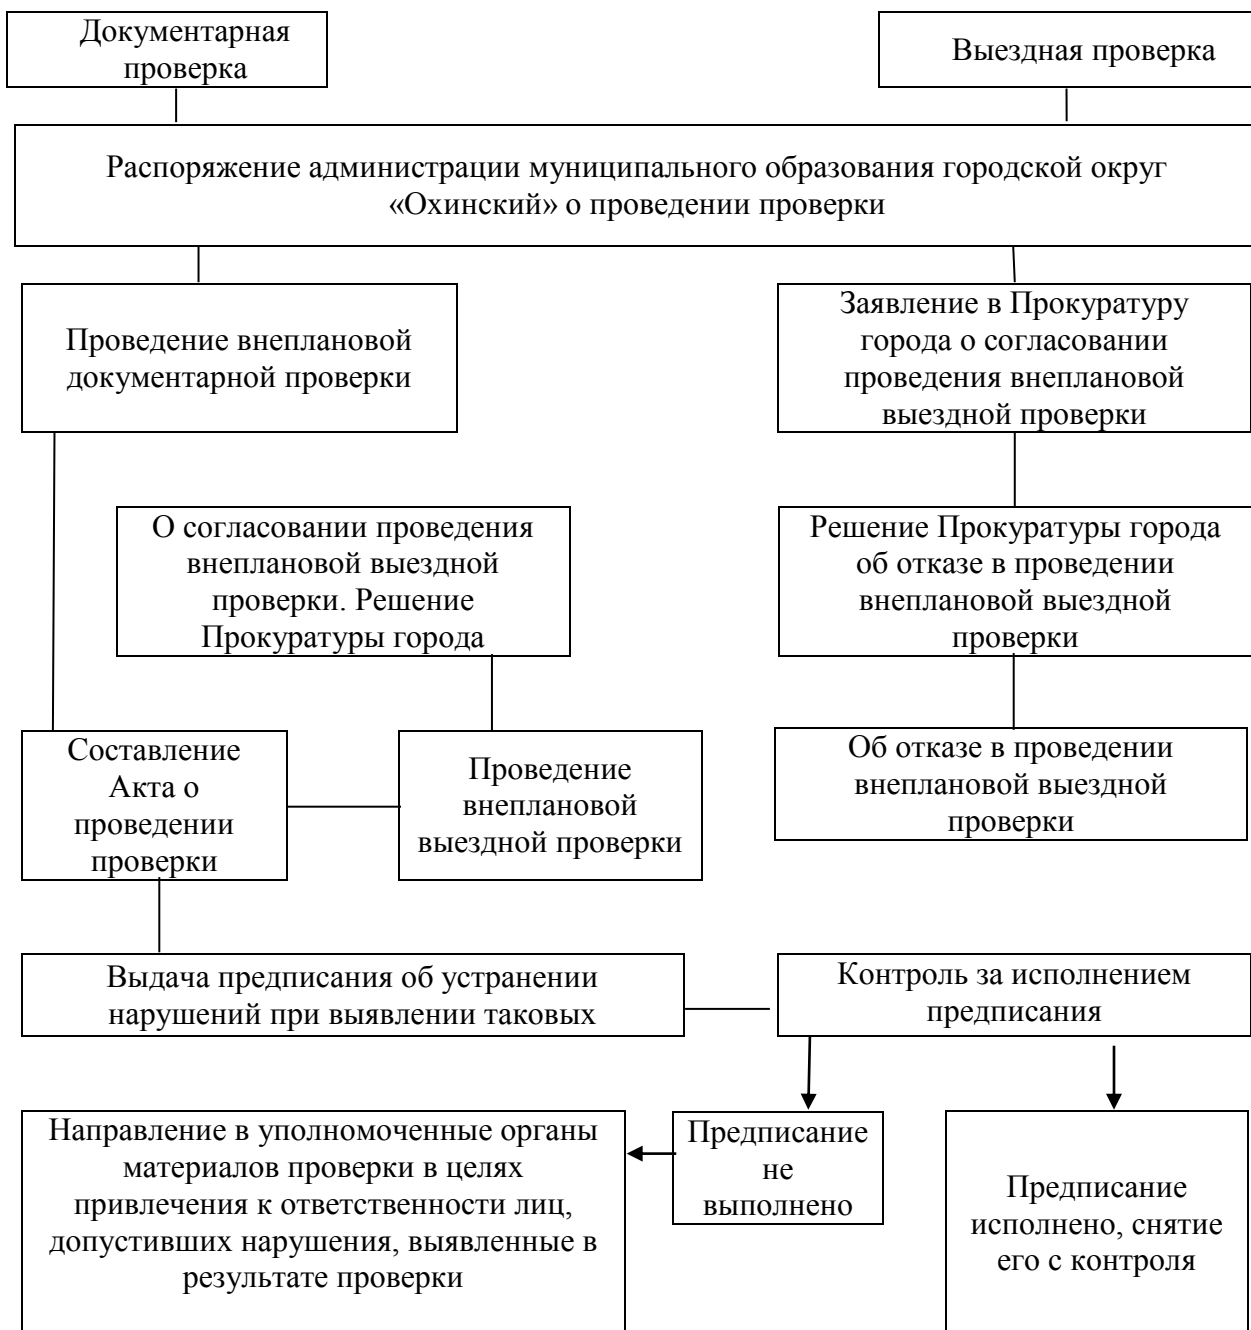 Документарная
проверка
Выездная проверка
Распоряжение администрации муниципального образования городской округ
«Охинский» о проведении проверки
Проведение внеплановой
документарной проверки
Заявление в Прокуратуру
города о согласовании
проведения внеплановой
выездной проверки
О согласовании проведения
внеплановой выездной
проверки. Решение
Прокуратуры города
Решение Прокуратуры города
об отказе в проведении
внеплановой выездной
проверки
Составление
Акта о
проведении
проверки
Проведение
внеплановой
выездной проверки
Об отказе в проведении
внеплановой выездной
проверки
Выдача предписания об устранении
нарушений при выявлении таковых
Контроль за исполнением
предписания
Направление в уполномоченные органы
материалов проверки в целях
привлечения к ответственности лиц,
допустивших нарушения, выявленные в
результате проверки
Предписание
не
выполнено
Предписание
исполнено, снятие
его с контроля